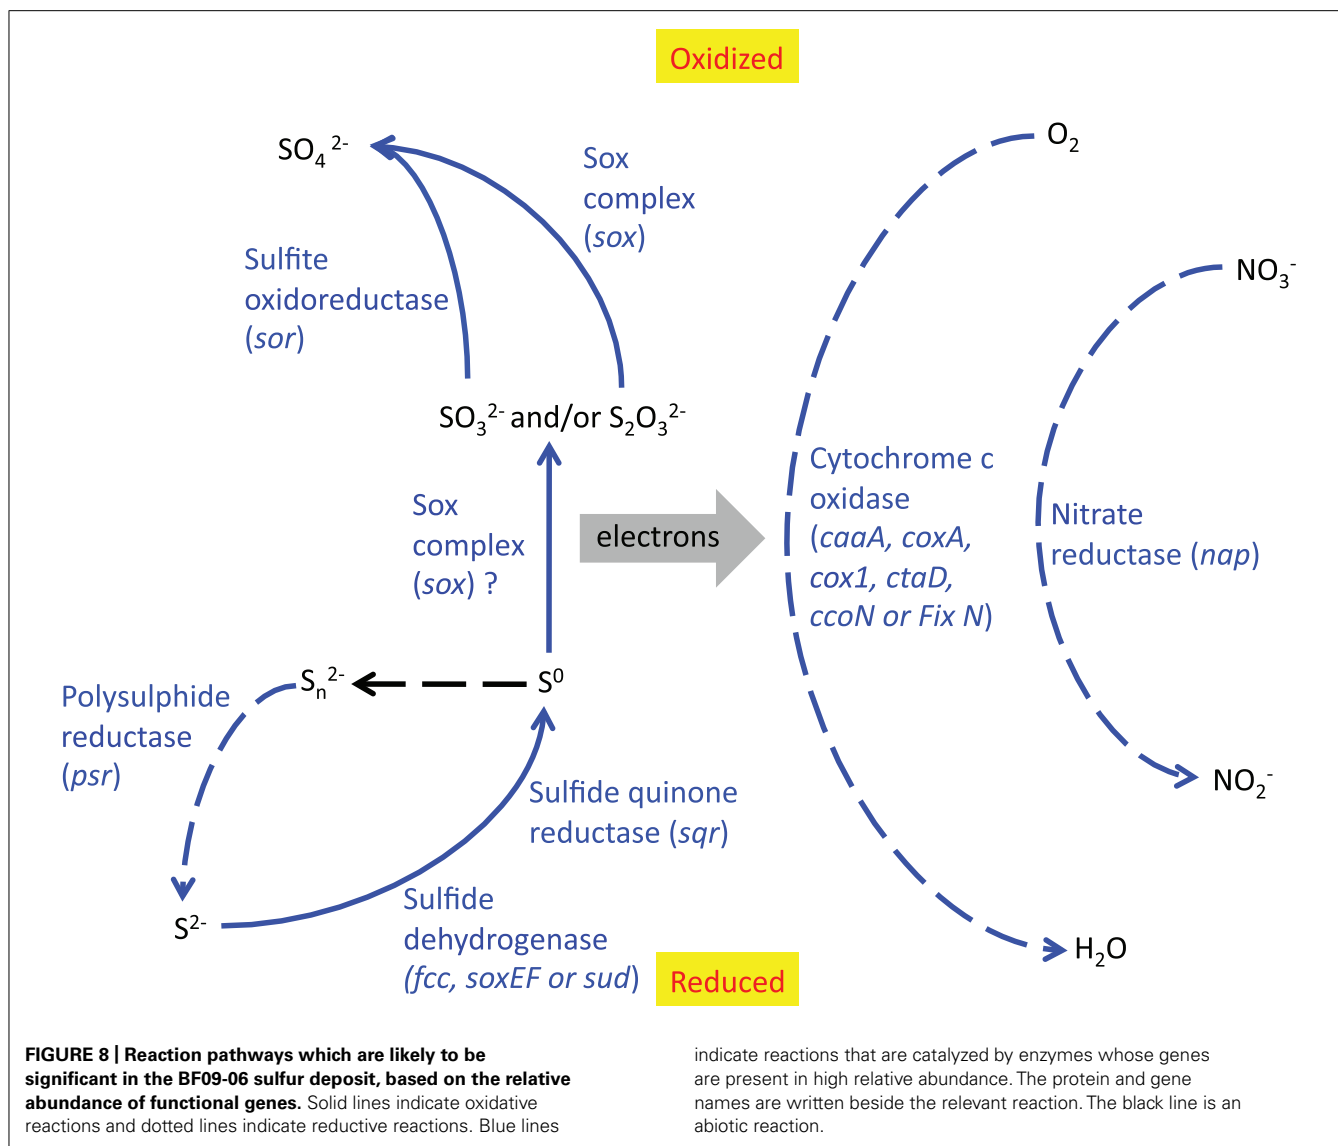 Oxidized
SO₄ ²⁻
Sox
complex
(sox)
O₂
Sulfite
oxidoreductase
(sor)
NO₃⁻
SO₃²⁻ and/or S₂O₃²⁻
Sox
complex
(sox) ?
electrons
Cytochrome c
oxidase
(caaA, coxA,
cox1, ctaD,
ccoN or Fix N)
Nitrate
reductase (nap)
Polysulphide
reductase
(psr)
Sₙ²⁻
S⁰
Sulfide quinone
reductase (sqr)
NO₂⁻
S²⁻
Sulfide
dehydrogenase
(fcc, soxEF or sud)
H₂O
Reduced
FIGURE 8 | Reaction pathways which are likely to be
significant in the BF09-06 sulfur deposit, based on the relative
abundance of functional genes. Solid lines indicate oxidative
reactions and dotted lines indicate reductive reactions. Blue lines
indicate reactions that are catalyzed by enzymes whose genes
are present in high relative abundance. The protein and gene
names are written beside the relevant reaction. The black line is an
abiotic reaction.